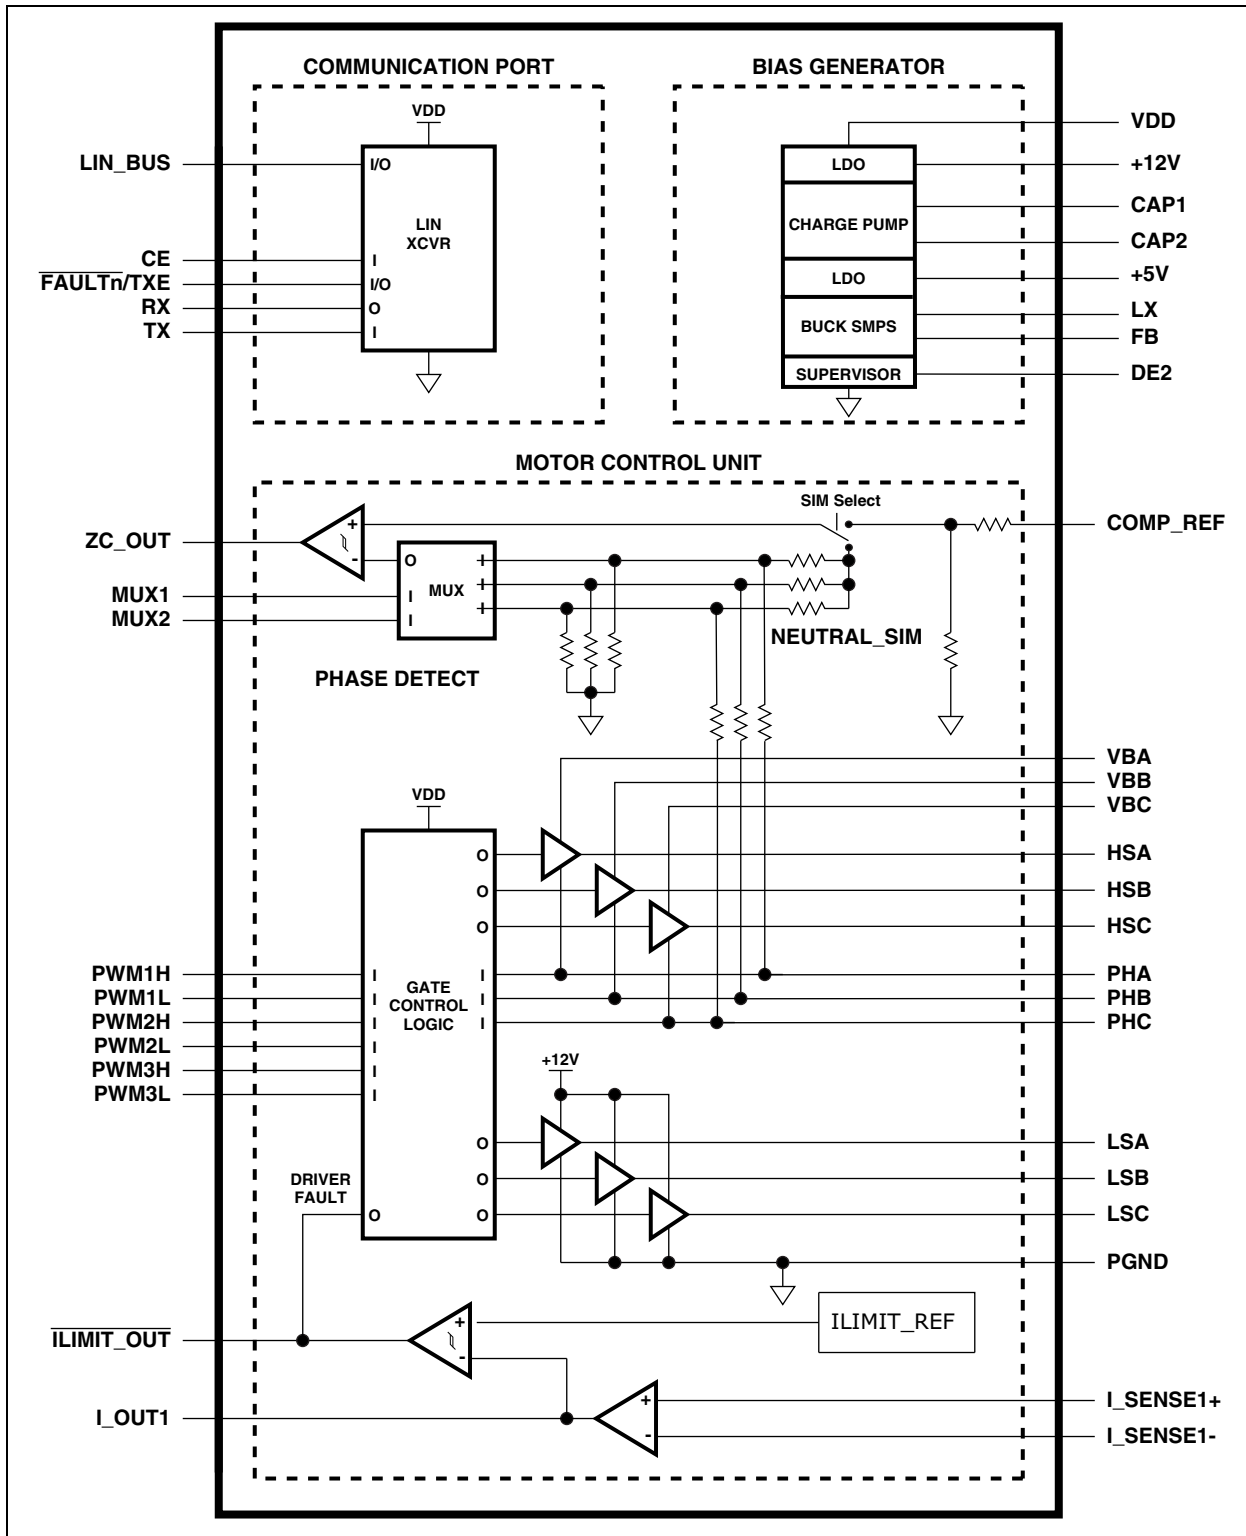 COMMUNICATION PORT
BIAS GENERATOR
VDD
VDD
LIN_BUS
I/O
LDO
+12V
LIN
XCVR
CHARGE PUMP
CAP1
CAP2
CE
I
FAULTn/TXE
I/O
LDO
+5V
RX
O
TX
I
BUCK SMPS
LX
FB
SUPERVISOR
DE2
MOTOR CONTROL UNIT
SIM Select
+
-
COMP_REF
ZC_OUT
O
I
MUX
I
I
MUX1
I
MUX2
I
I
NEUTRAL_SIM
PHASE DETECT
VBA
VBB
VBC
VDD
O
HSA
O
HSB
O
HSC
PWM1H
I
GATE
CONTROL
LOGIC
I
PHA
PWM1L
I
I
PHB
PWM2H
I
I
PHC
PWM2L
I
PWM3H
I
PWM3L
I
+12V
O
LSA
O
LSB
DRIVER
FAULT
O
O
LSC
PGND
ILIMIT_OUT
+
-
ILIMIT_REF
I_OUT1
+
-
I_SENSE1+
I_SENSE1-